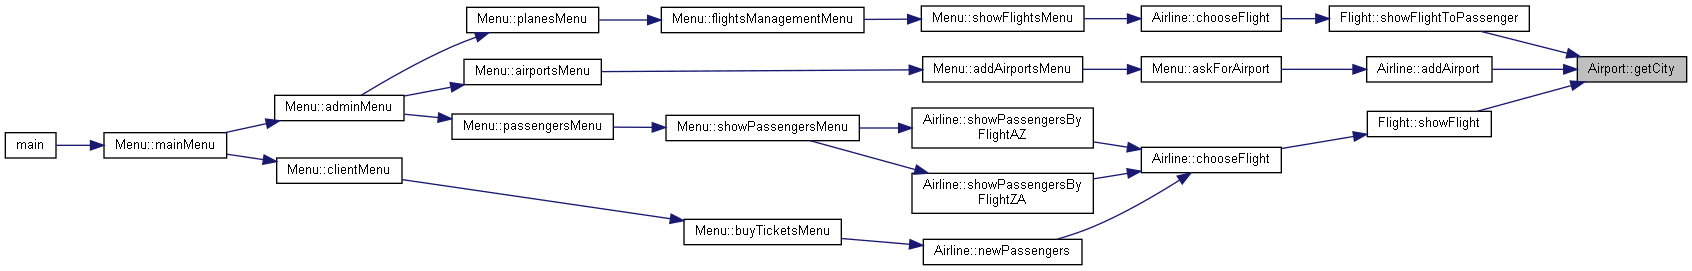 Menu::planesMenu
Menu::flightsManagementMenu
Menu::showFlightsMenu
Airline::chooseFlight
Flight::showFlightToPassenger
Menu::airportsMenu
Menu::addAirportsMenu
Menu::askForAirport
Airline::addAirport
Airport::getCity
Menu::adminMenu
Menu::passengersMenu
Menu::showPassengersMenu
Airline::showPassengersBy
FlightAZ
Flight::showFlight
main
Menu::mainMenu
Airline::chooseFlight
Menu::clientMenu
Airline::showPassengersBy
FlightZA
Menu::buyTicketsMenu
Airline::newPassengers